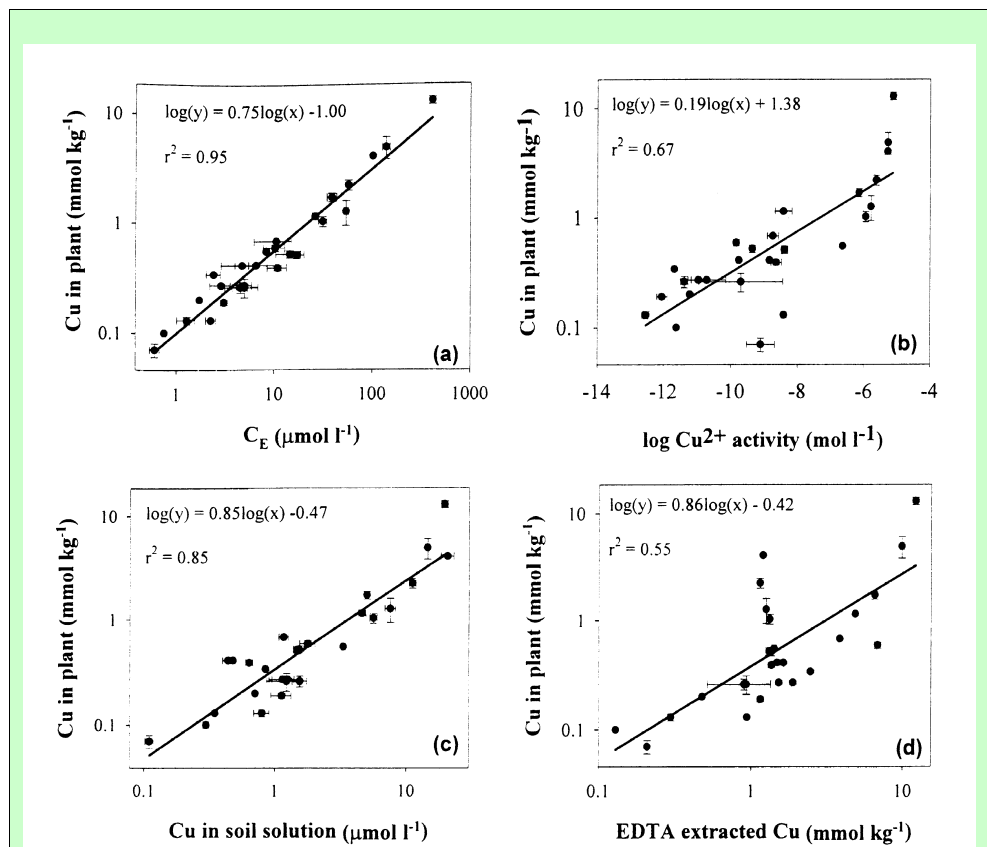 log(y) = 0.75log(x) -1.00
r² = 0.95
10
1
0.1
Cu in plant (mmol kg⁻¹)
(a)
1 10 100 1000
C_E (μmol l⁻¹)
log(y) = 0.19log(x) + 1.38
r² = 0.67
10
1
0.1
Cu in plant (mmol kg⁻¹)
(b)
-14 -12 -10 -8 -6 -4
log Cu²⁺ activity (mol l⁻¹)
log(y) = 0.85log(x) -0.47
r² = 0.85
10
1
0.1
Cu in plant (mmol kg⁻¹)
(c)
0.1 1 10
Cu in soil solution (μmol l⁻¹)
log(y) = 0.86log(x) - 0.42
r² = 0.55
10
1
0.1
Cu in plant (mmol kg⁻¹)
(d)
0.1 1 10
EDTA extracted Cu (mmol kg⁻¹)